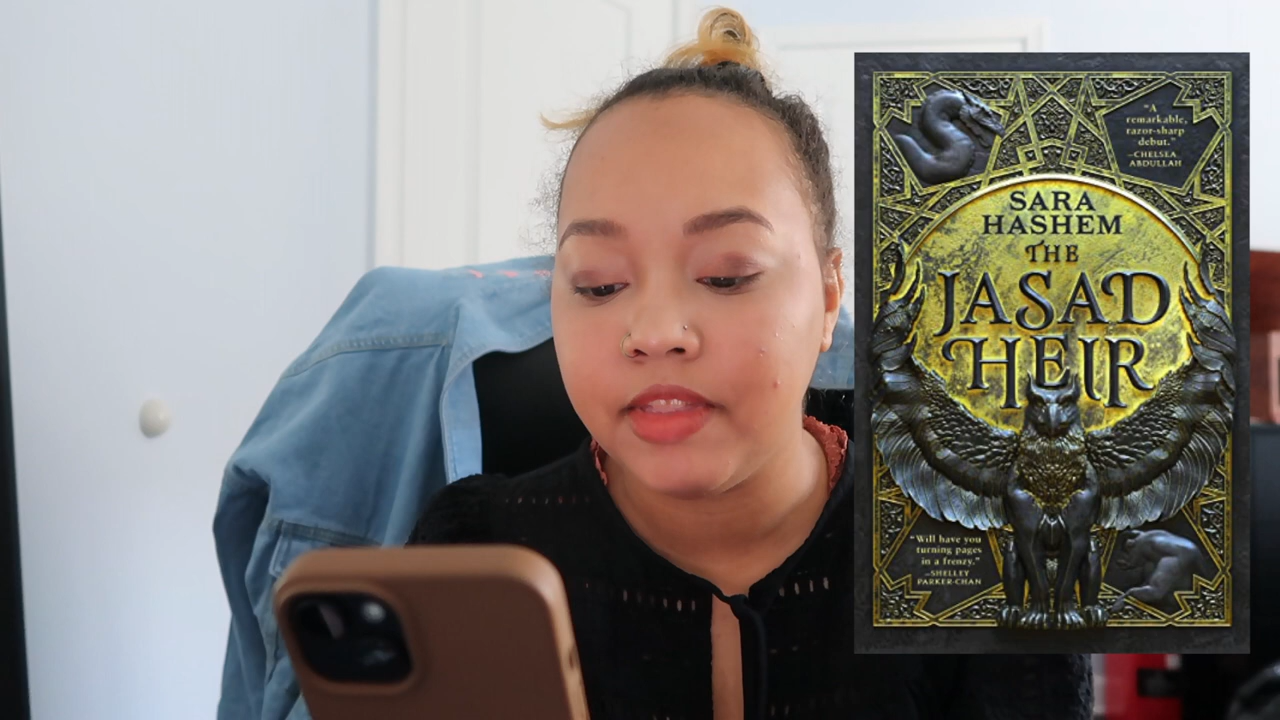 "A
remarkable,
razor-sharp
debut."
—CHELSEA
ABDULLAH
SARA
HASHEM
THE
JASAD
HEIR
"Will have you
turning pages
in a frenzy."
—SHELLEY
PARKER-CHAN